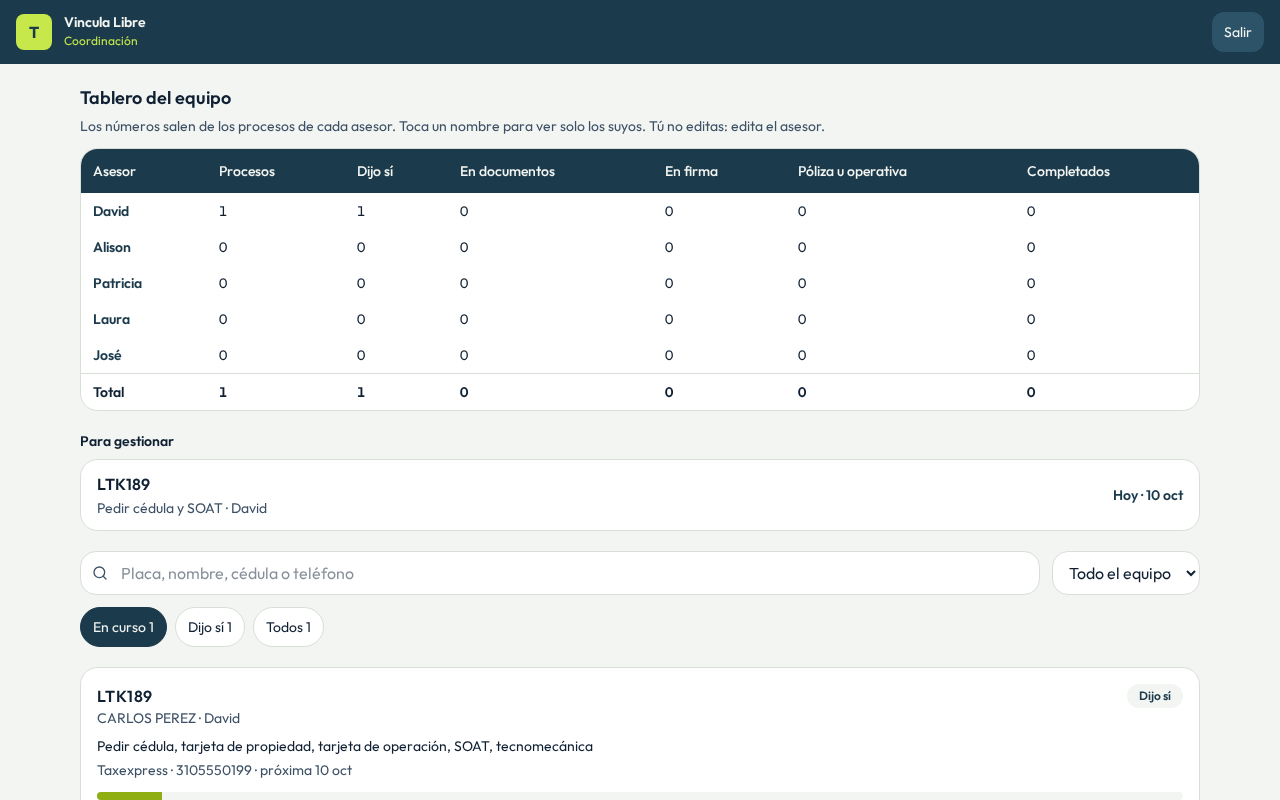 T
Vincula Libre
Coordinación
Salir
Tablero del equipo
Los números salen de los procesos de cada asesor. Toca un nombre para ver solo los suyos. Tú no editas: edita el asesor.
Asesor Procesos Dijo sí En documentos En firma Póliza u operativa Completados
David 1 1 0 0 0 0
Alison 0 0 0 0 0 0
Patricia 0 0 0 0 0 0
Laura 0 0 0 0 0 0
José 0 0 0 0 0 0
Total 1 1 0 0 0 0
Para gestionar
LTK189
Pedir cédula y SOAT · David
Hoy · 10 oct
Placa, nombre, cédula o teléfono
Todo el equipo
En curso 1 Dijo sí 1 Todos 1
LTK189
Dijo sí
CARLOS PEREZ · David
Pedir cédula, tarjeta de propiedad, tarjeta de operación, SOAT, tecnomecánica
Taxexpress · 3105550199 · próxima 10 oct